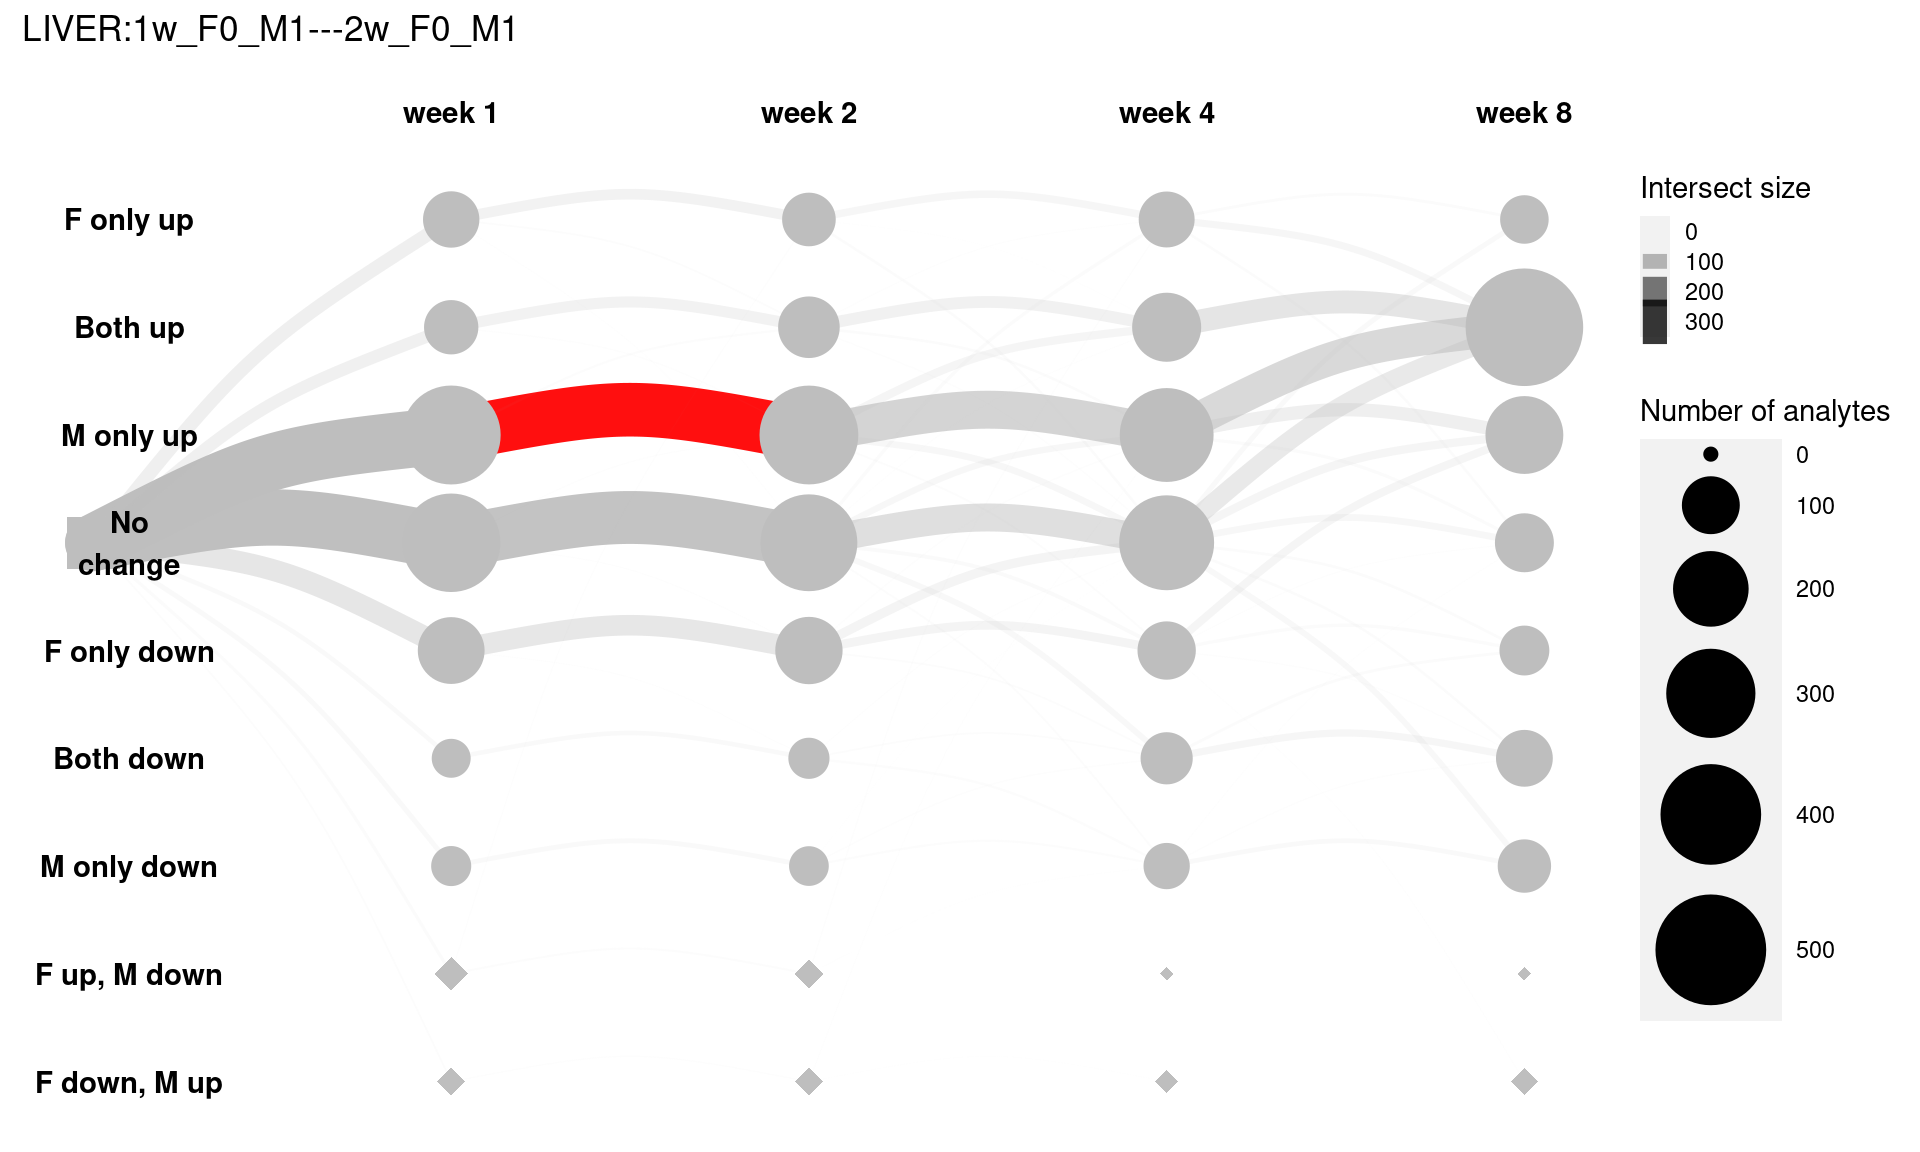 LIVER:1w_F0_M1---2w_F0_M1
week 1
week 2
week 4
week 8
F only up
Both up
M only up
No
change
F only down
Both down
M only down
F up, M down
F down, M up
Intersect size
0
100
200
300
Number of analytes
0
100
200
300
400
500